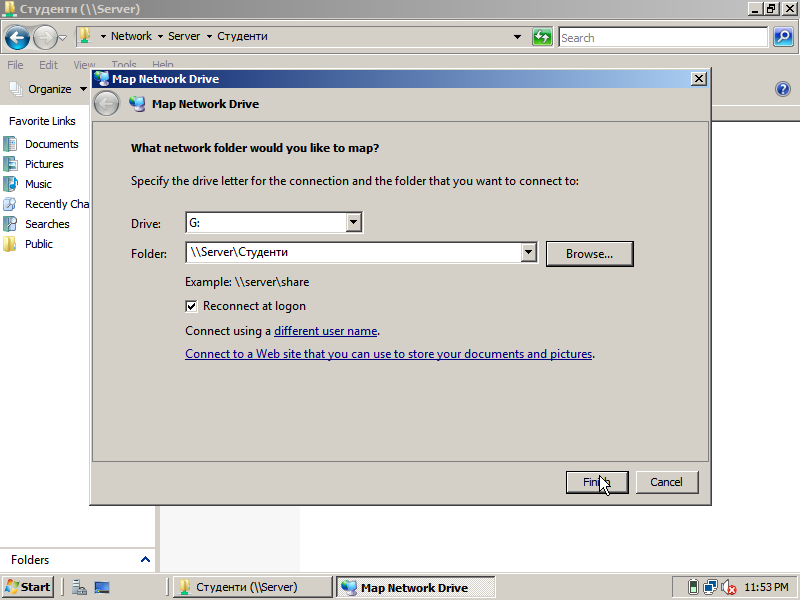 Студенти (\\Server)
Network Server Студенти
Search
File Edit View Tools Help
Organize
Map Network Drive
Map Network Drive
Favorite Links
Documents
Pictures
Music
Recently Cha
Searches
Public
What network folder would you like to map?
Specify the drive letter for the connection and the folder that you want to connect to:
Drive: G:
Folder: \\Server\Студенти Browse...
Example: \\server\share
Reconnect at logon
Connect using a different user name.
Connect to a Web site that you can use to store your documents and pictures.
Finish Cancel
Folders
Start Студенти (\\Server) Map Network Drive 11:53 PM